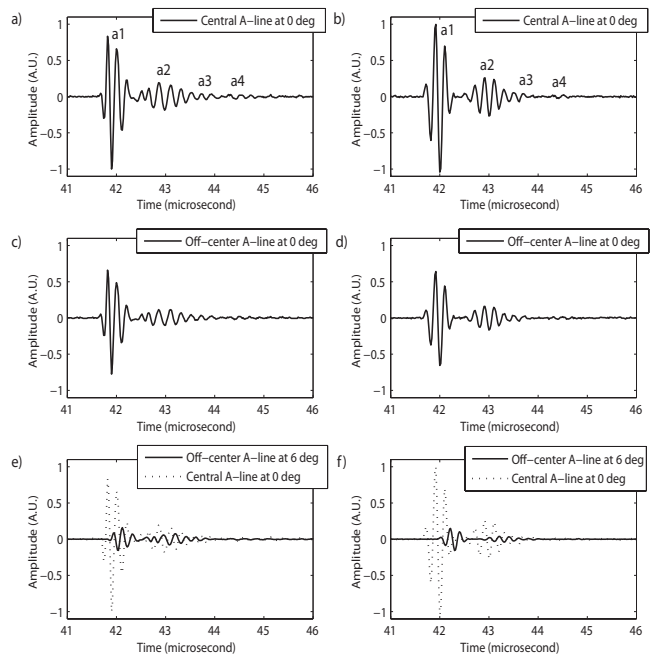 a)
Central A-line at 0 deg
a1
a2
a3
a4
1
0.5
0
−0.5
−1
Amplitude (A.U.)
41 42 43 44 45 46
Time (microsecond)
b)
Central A-line at 0 deg
a1
a2
a3
a4
1
0.5
0
−0.5
−1
Amplitude (A.U.)
41 42 43 44 45 46
Time (microsecond)
c)
Off-center A-line at 0 deg
1
0.5
0
−0.5
−1
Amplitude (A.U.)
41 42 43 44 45 46
Time (microsecond)
d)
Off-center A-line at 0 deg
1
0.5
0
−0.5
−1
Amplitude (A.U.)
41 42 43 44 45 46
Time (microsecond)
e)
Off-center A-line at 6 deg
Central A-line at 0 deg
1
0.5
0
−0.5
−1
Amplitude (A.U.)
41 42 43 44 45 46
Time (microsecond)
f)
Off-center A-line at 6 deg
Central A-line at 0 deg
1
0.5
0
−0.5
−1
Amplitude (A.U.)
41 42 43 44 45 46
Time (microsecond)